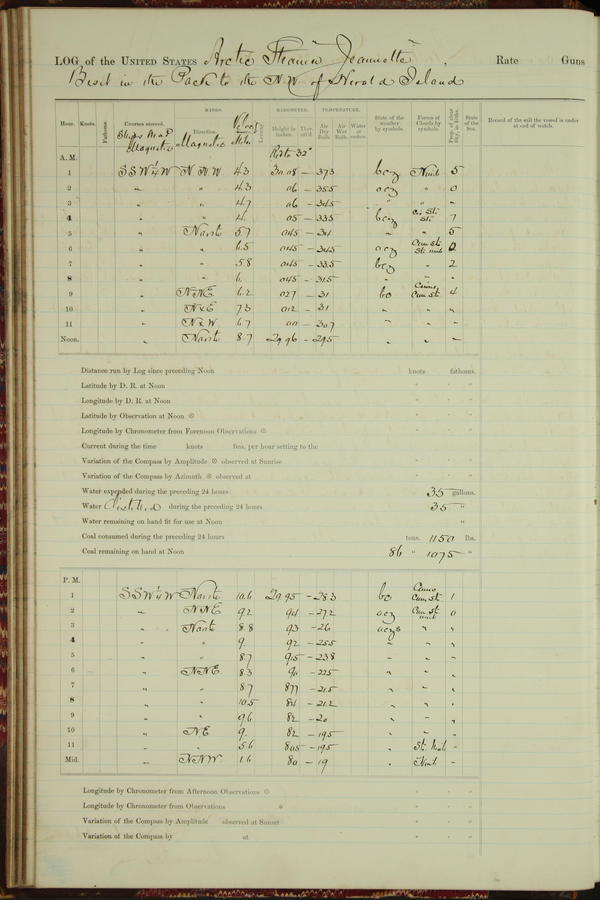 LOG of the UNITED STATES Arctic Steamer Jeannette, Rate Guns
Beset in the Pack to the N.W. of Herald Island
Hour. Knots. Fathoms. Courses steered. WINDS. BAROMETER. TEMPERATURE. State of the weather by symbols. Forms of Clouds by symbols. Prop. of clear Sky, in 10ths. State of the Sea. Record of the sail the vessel is under at end of watch.
Ship's Head Magnetic Direction. Magnetic Leeway. Height in inches. Ther. att'd. Air Dry Bulb. Air Wet Bulb. Water at surface.
A. M.
1 SSW¼W NNW 4.3 30.08 - 37.3 bcz Nimb 5
2 " " 4.3 06 - 35.5 ocz " 0
3 " " 4.7 06 - 34.5 " " "
4 " " 4. 05 - 33.5 bcz Cir. St. St. 7
5 " North 5.7 045 - 34 " " 5
6 " " 6.5 045 - 34.5 ocz Cum. St. St. nimb 0
7 " " 5.8 045 - 33.5 bcz " 2
8 " " 6. 045 - 31.5 " " "
9 " NNE 6.2 027 - 31 bc Cirrus Cum. St. 4
10 " NxE 7.3 012 - 31 " " "
11 " NxW 6.7 00 - 30.7 " " "
Noon. " North 8.7 29.96 - 29.5 " " "
Distance run by Log since preceding Noon knots fathoms.
Latitude by D. R. at Noon ° ′ ″
Longitude by D. R. at Noon ° ′ ″
Latitude by Observation at Noon ° ′ ″
Longitude by Chronometer from Forenoon Observations ° ′ ″
Current during the time knots fms. per hour setting to the
Variation of the Compass by Amplitude observed at Sunrise ° ′ ″
Variation of the Compass by Azimuth observed at ° ′ ″
Water expended during the preceding 24 hours 35 gallons.
Water Distilled during the preceding 24 hours 35 "
Water remaining on hand fit for use at Noon "
Coal consumed during the preceding 24 hours tons. 1150 lbs.
Coal remaining on hand at Noon 86 " 1075 "
P. M.
1 SSW¼W North 10.6 29.95 - 28.3 bc Cirrus Cum. St. 1
2 " NNE 9.2 94 - 27.2 ocz Cum. St. nimb 0
3 " North 8.8 93 - 26 oczs " "
4 " " 9. 92 - 25.5 " " "
5 " " 8.7 915 - 23.8 " " "
6 " NNE 8.3 90 - 22.5 " " "
7 " " 8.7 877 - 21.5 " " "
8 " " 10.5 84 - 21.2 " " "
9 " " 9.6 82 - 20 " " "
10 " NE 9. 82 - 19.5 " " "
11 " " 5.6 805 - 19.5 " St. Nimb "
Mid. " NNW 1.6 80 - 19 " Nimb "
Longitude by Chronometer from Afternoon Observations ° ′ ″
Longitude by Chronometer from Observations ° ′ ″
Variation of the Compass by Amplitude observed at Sunset ° ′ ″
Variation of the Compass by at ° ′ ″